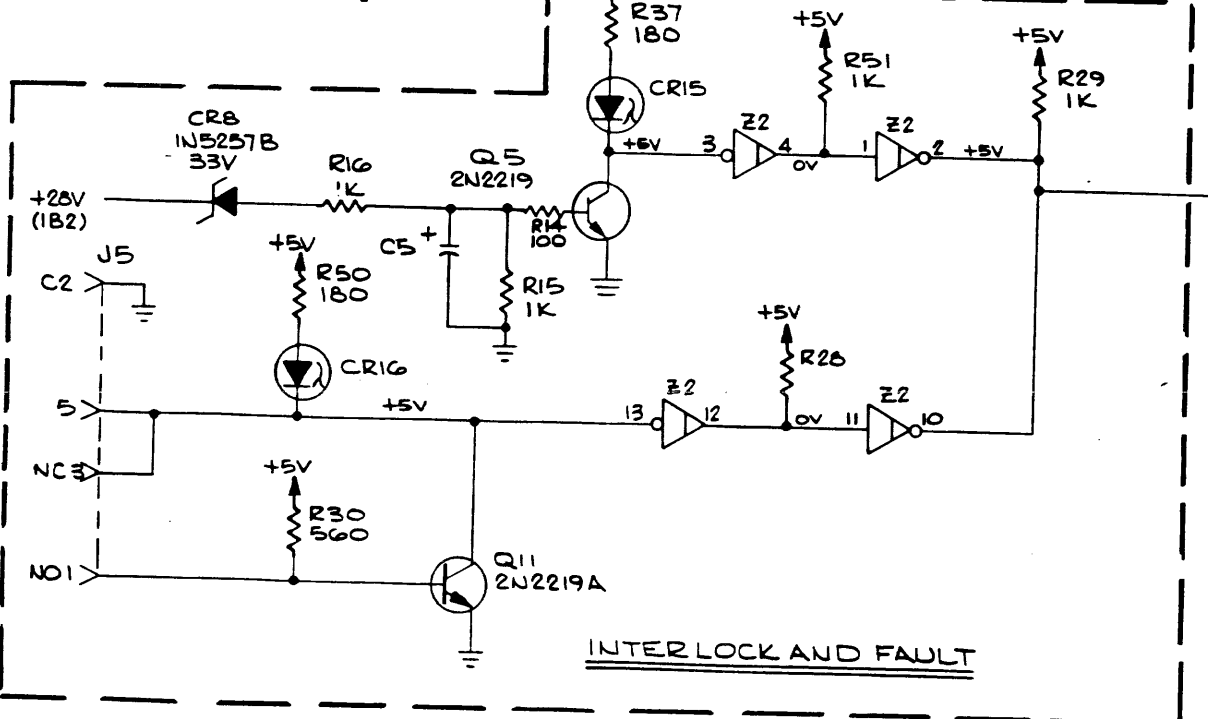 R37
180
+5V
R51
1K
+5V
R29
1K
CR15
CR8
1N5257B
33V
R16
1K
Q5
2N2219
+5V
3
Z2
4
0V
1
Z2
2
+5V
+28V
(1B2)
R14
100
C5
+
J5
C2
+5V
R50
180
R15
1K
+5V
R28
CR16
5
+5V
13
Z2
12
0V
11
Z2
10
NC3
+5V
R30
560
NO1
Q11
2N2219A
INTERLOCK AND FAULT